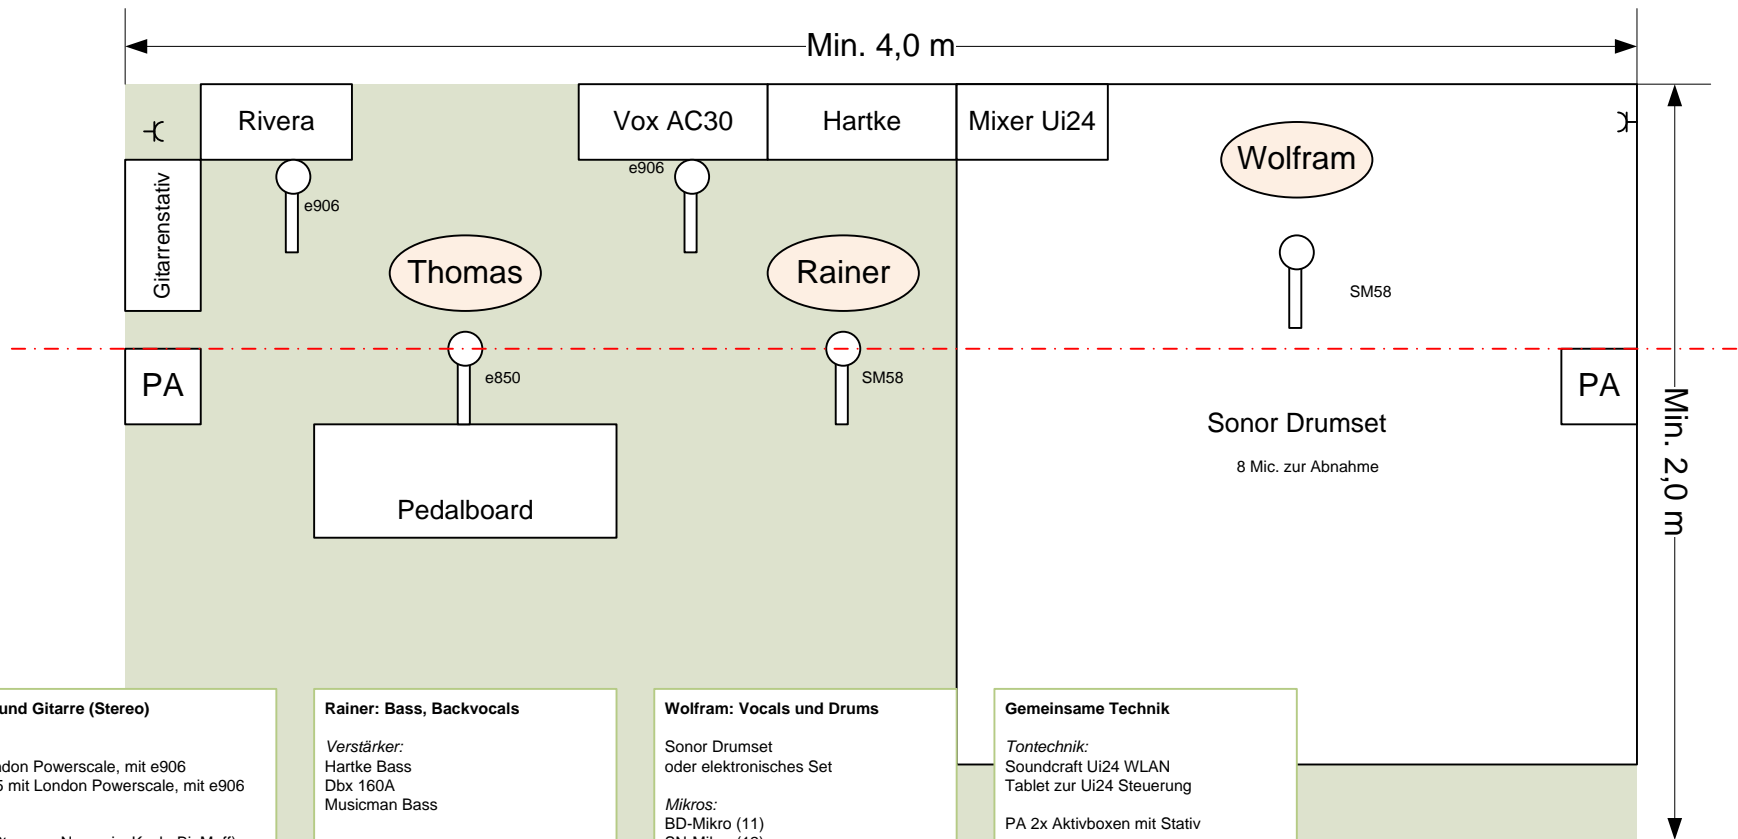 Min. 4,0 m
Rivera
Vox AC30
Hartke
Mixer Ui24
Wolfram
Gitarrenstativ
e906
e906
Thomas
Rainer
SM58
PA
e850
SM58
PA
Min. 2,0 m
Sonor Drumset
8 Mic. zur Abnahme
Pedalboard
und Gitarre (Stereo)
don Powerscale, mit e906
5 mit London Powerscale, mit e906
Rainer: Bass, Backvocals
Verstärker:
Hartke Bass
Dbx 160A
Musicman Bass
Wolfram: Vocals und Drums
Sonor Drumset
oder elektronisches Set
Mikros:
BD-Mikro (11)
Gemeinsame Technik
Tontechnik:
Soundcraft Ui24 WLAN
Tablet zur Ui24 Steuerung
PA 2x Aktivboxen mit Stativ